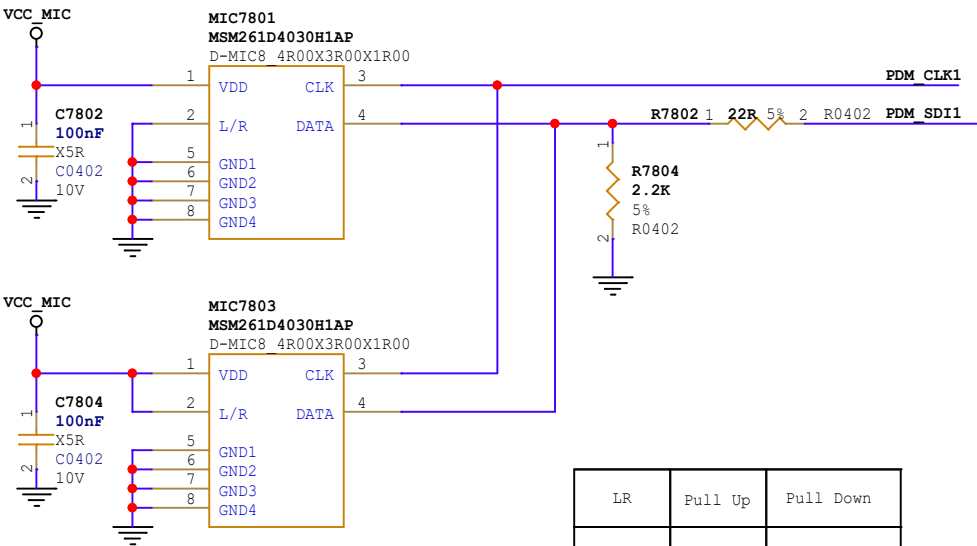 VCC_MIC
MIC7801
MSM261D4030H1AP
D-MIC8_4R00X3R00X1R00
1 VDD CLK 3
PDM_CLK1
2 L/R DATA 4
R7802 1 22R 5% 2 R0402 PDM_SDI1
1 C7802
100nF
X5R
C0402
2 10V
5 GND1
6 GND2
7 GND3
8 GND4
1 R7804
2.2K
5%
2 R0402
VCC_MIC
MIC7803
MSM261D4030H1AP
D-MIC8_4R00X3R00X1R00
1 VDD CLK 3
2 L/R DATA 4
1 C7804
100nF
X5R
C0402
2 10V
5 GND1
6 GND2
7 GND3
8 GND4
LR Pull Up Pull Down